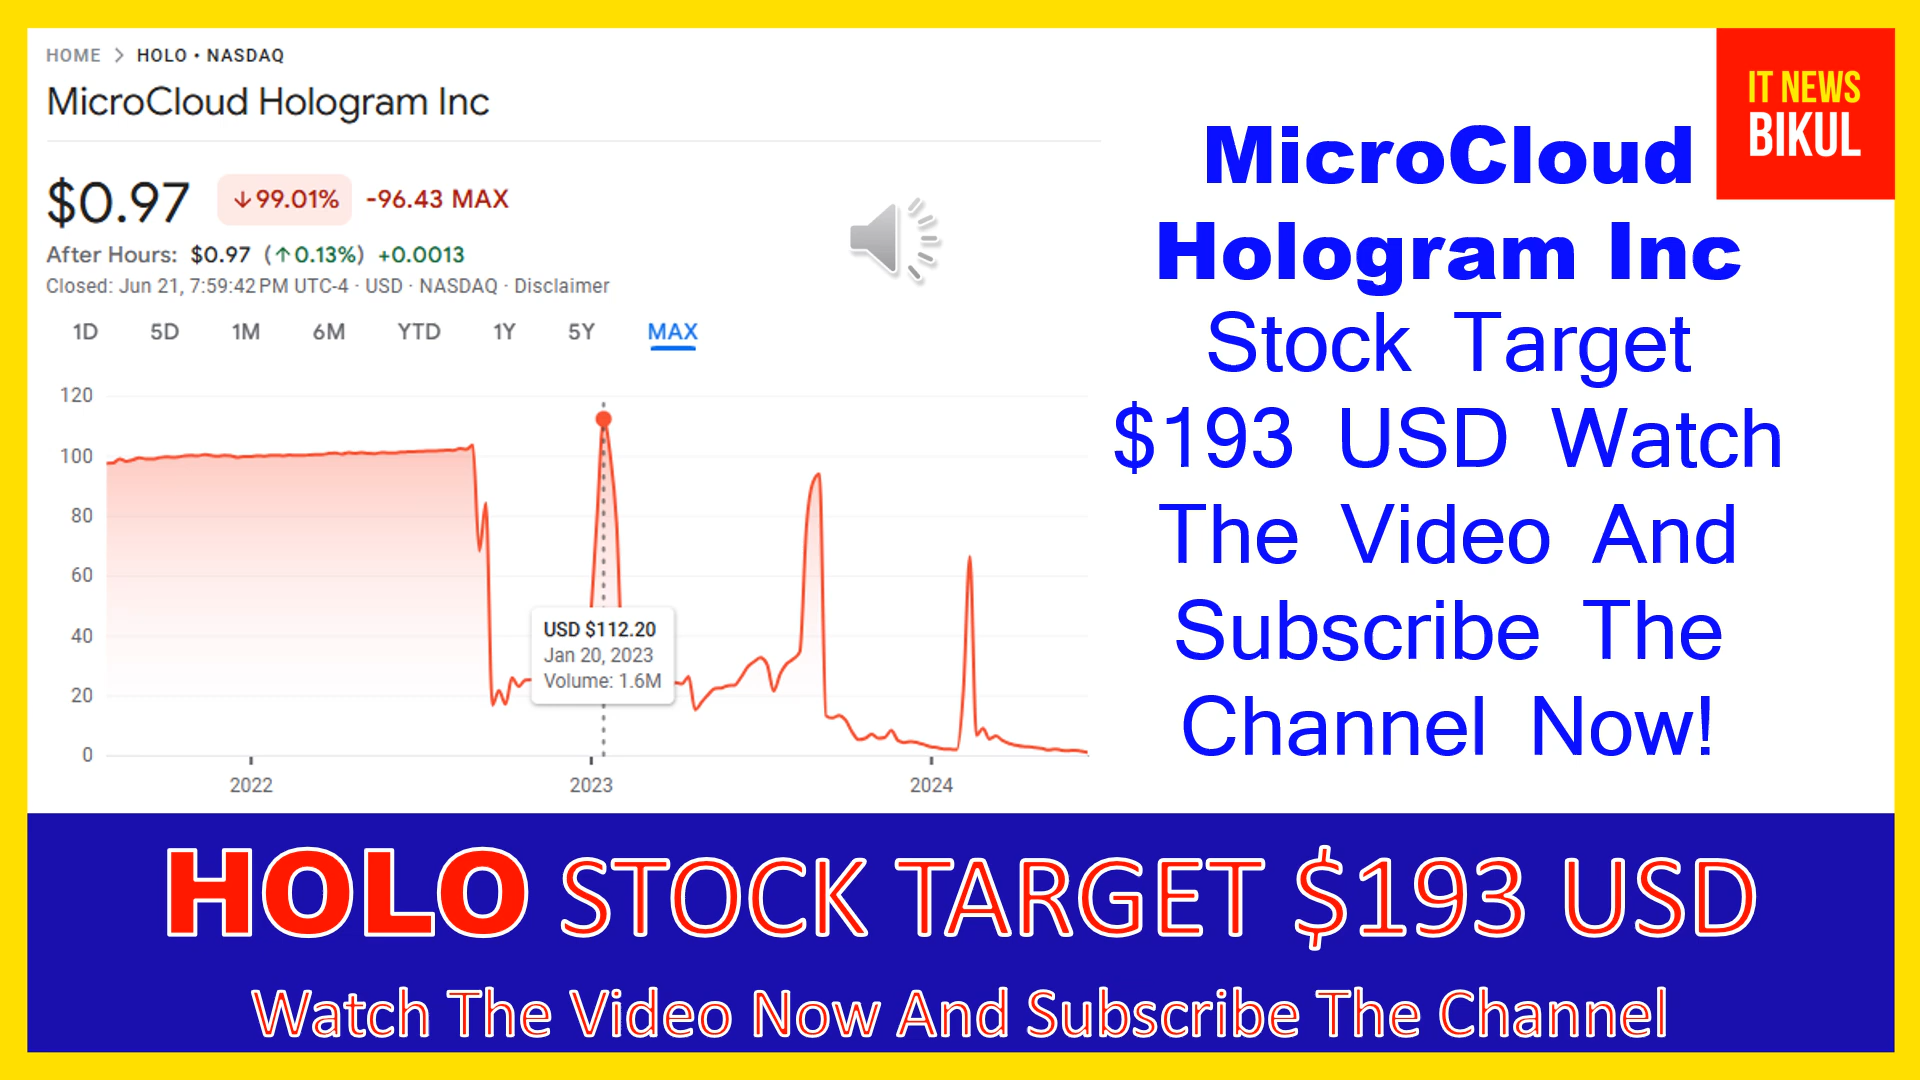 HOME > HOLO • NASDAQ
MicroCloud Hologram Inc
$0.97 ↓99.01% -96.43 MAX
After Hours: $0.97 (↑0.13%) +0.0013
Closed: Jun 21, 7:59:42 PM UTC-4 · USD · NASDAQ · Disclaimer
1D 5D 1M 6M YTD 1Y 5Y MAX
120
100
80
60
40
20
0
USD $112.20
Jan 20, 2023
Volume: 1.6M
2022 2023 2024
IT NEWS
BIKUL
MicroCloud
Hologram Inc
Stock Target
$193 USD Watch
The Video And
Subscribe The
Channel Now!
HOLO STOCK TARGET $193 USD
Watch The Video Now And Subscribe The Channel